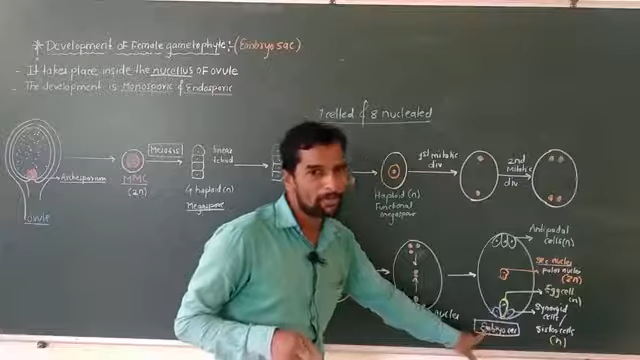 * Development of Female gametophyte :- (Embryo sac)
- It takes place inside the nucellus of ovule
- The development is Monosporic & Endosporic
7 celled & 8 nucleated
Archesporium
ovule
MMC
(2n)
Meiosis
linear
tetrad
4 haploid (n)
Megaspore
Haploid (n)
Functional
megaspore
1st mitotic
div
2nd
mitotic
div
Antipodal
cells (n)
Sec nucleus
polar nuclei
(2n)
Egg cell
(n)
Synergid
cells /
Sister cells
(n)
Embryo sac